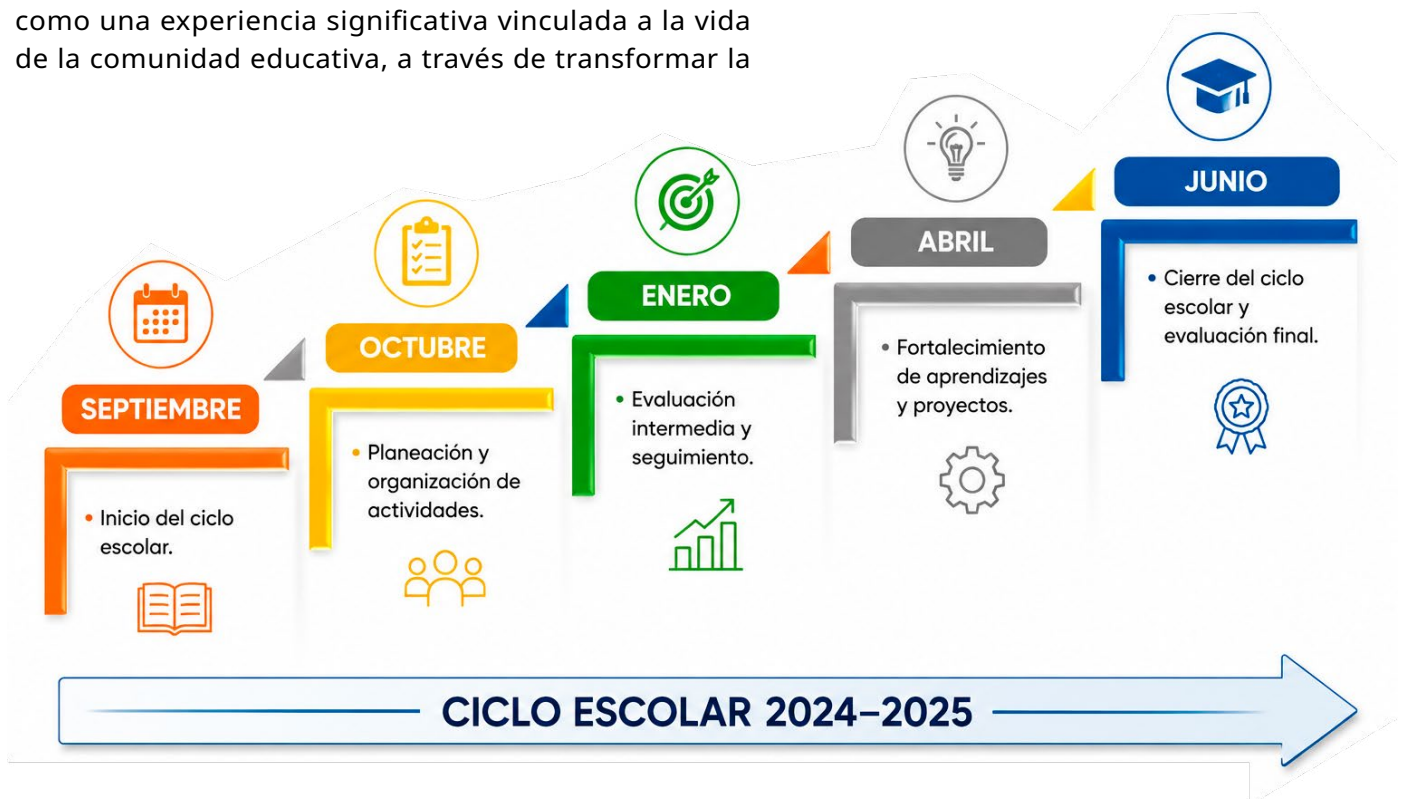 como una experiencia significativa vinculada a la vida
de la comunidad educativa, a través de transformar la
SEPTIEMBRE
• Inicio del ciclo
escolar.
OCTUBRE
• Planeación y
organización de
actividades.
ENERO
• Evaluación
intermedia y
seguimiento.
ABRIL
• Fortalecimiento
de aprendizajes
y proyectos.
JUNIO
• Cierre del ciclo
escolar y
evaluación final.
CICLO ESCOLAR 2024–2025